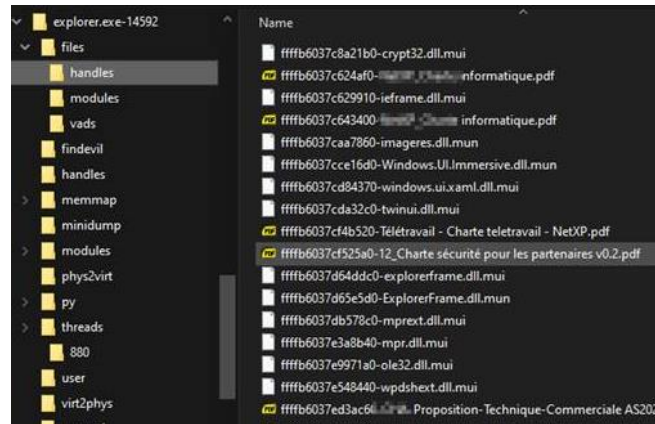 explorer.exe-14592
files
handles
modules
vads
findevil
handles
memmap
minidump
modules
phys2virt
py
threads
880
user
virt2phys
Name
ffffb6037c8a21b0-crypt32.dll.mui
ffffb6037c624af0- informatique.pdf
ffffb6037c629910-ieframe.dll.mui
ffffb6037c643400- informatique.pdf
ffffb6037caa7860-imageres.dll.mun
ffffb6037cce16d0-Windows.UI.Immersive.dll.mun
ffffb6037cd84370-windows.ui.xaml.dll.mui
ffffb6037cda32c0-twinui.dll.mui
ffffb6037cf4b520-Télétravail - Charte teletravail - NetXP.pdf
ffffb6037cf525a0-12_Charte sécurité pour les partenaires v0.2.pdf
ffffb6037d64ddc0-explorerframe.dll.mui
ffffb6037d65e5d0-ExplorerFrame.dll.mun
ffffb6037db578c0-mprext.dll.mui
ffffb6037e3a8b40-mpr.dll.mui
ffffb6037e9971a0-ole32.dll.mui
ffffb6037e548440-wpdshext.dll.mui
ffffb6037ed3ac6 Proposition-Technique-Commerciale AS202